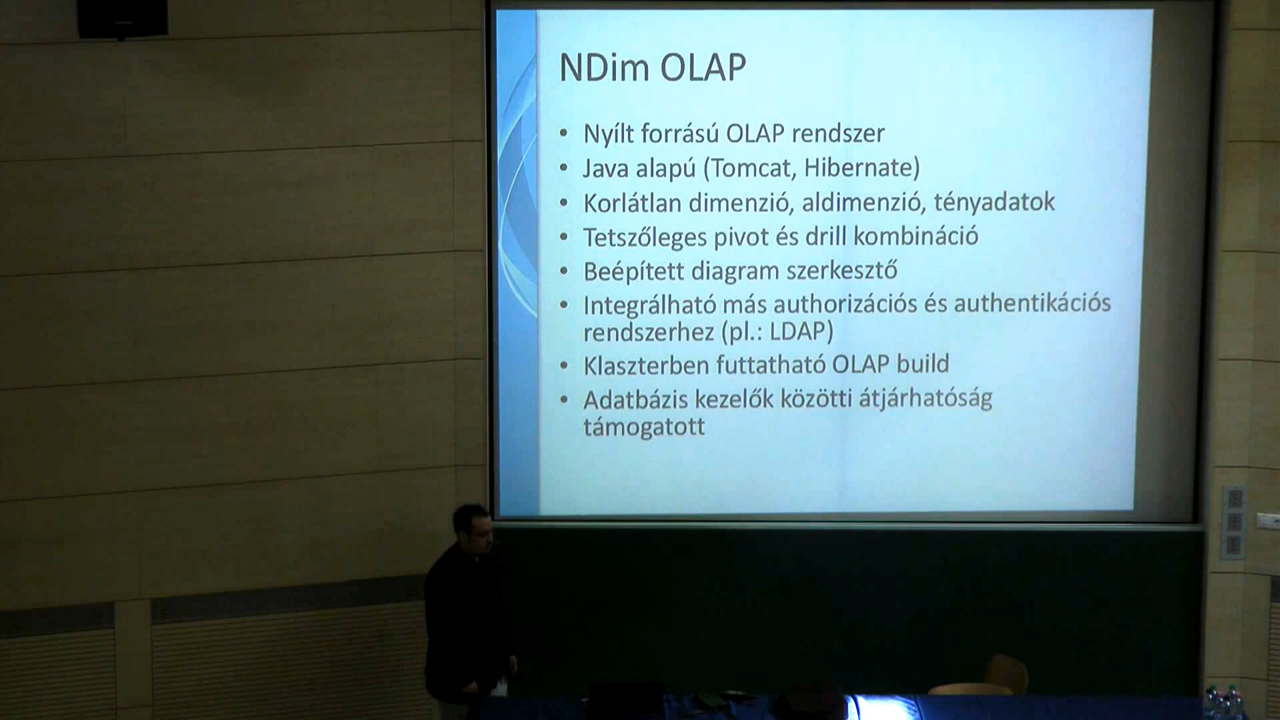 NDim OLAP
• Nyílt forrású OLAP rendszer
• Java alapú (Tomcat, Hibernate)
• Korlátlan dimenzió, aldimenzió, tényadatok
• Tetszőleges pivot és drill kombináció
• Beépített diagram szerkesztő
• Integrálható más authorizációs és authentikációs
rendszerhez (pl.: LDAP)
• Klaszterben futtatható OLAP build
• Adatbázis kezelők közötti átjárhatóság
támogatott